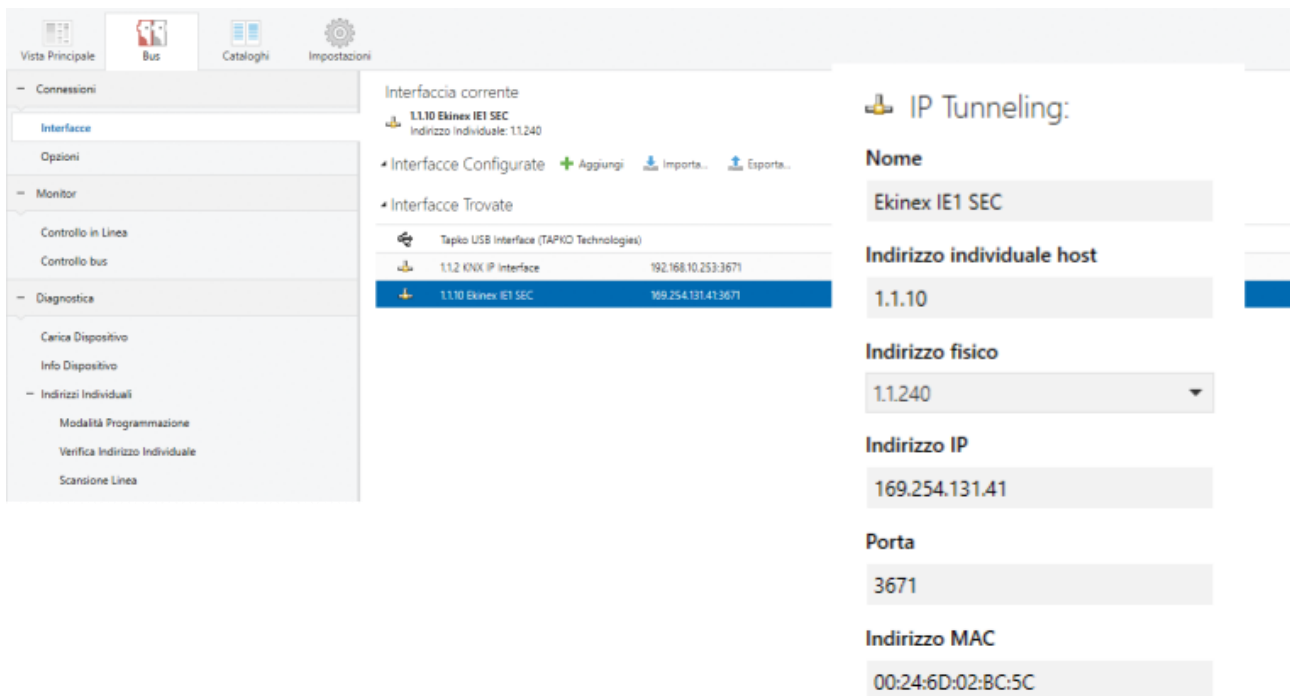 Vista Principale
Bus
Cataloghi
Impostazioni
Connessioni
Interfacce
Opzioni
Monitor
Controllo in Linea
Controllo bus
Diagnostica
Carica Dispositivo
Info Dispositivo
Indirizzi Individuali
Modalità Programmazione
Verifica Indirizzo Individuale
Scansione Linea
Interfaccia corrente
1.1.10 Ekinex IE1 SEC
Indirizzo Individuale: 1.1.240
Interfacce Configurate Aggiungi Importa... Esporta...
Interfacce Trovate
Tapko USB Interface (TAPKO Technologies)
1.1.2 KNX IP Interface 192.168.10.253:3671
1.1.10 Ekinex IE1 SEC 169.254.131.41:3671
IP Tunneling:
Nome
Ekinex IE1 SEC
Indirizzo individuale host
1.1.10
Indirizzo fisico
1.1.240
Indirizzo IP
169.254.131.41
Porta
3671
Indirizzo MAC
00:24:6D:02:BC:5C